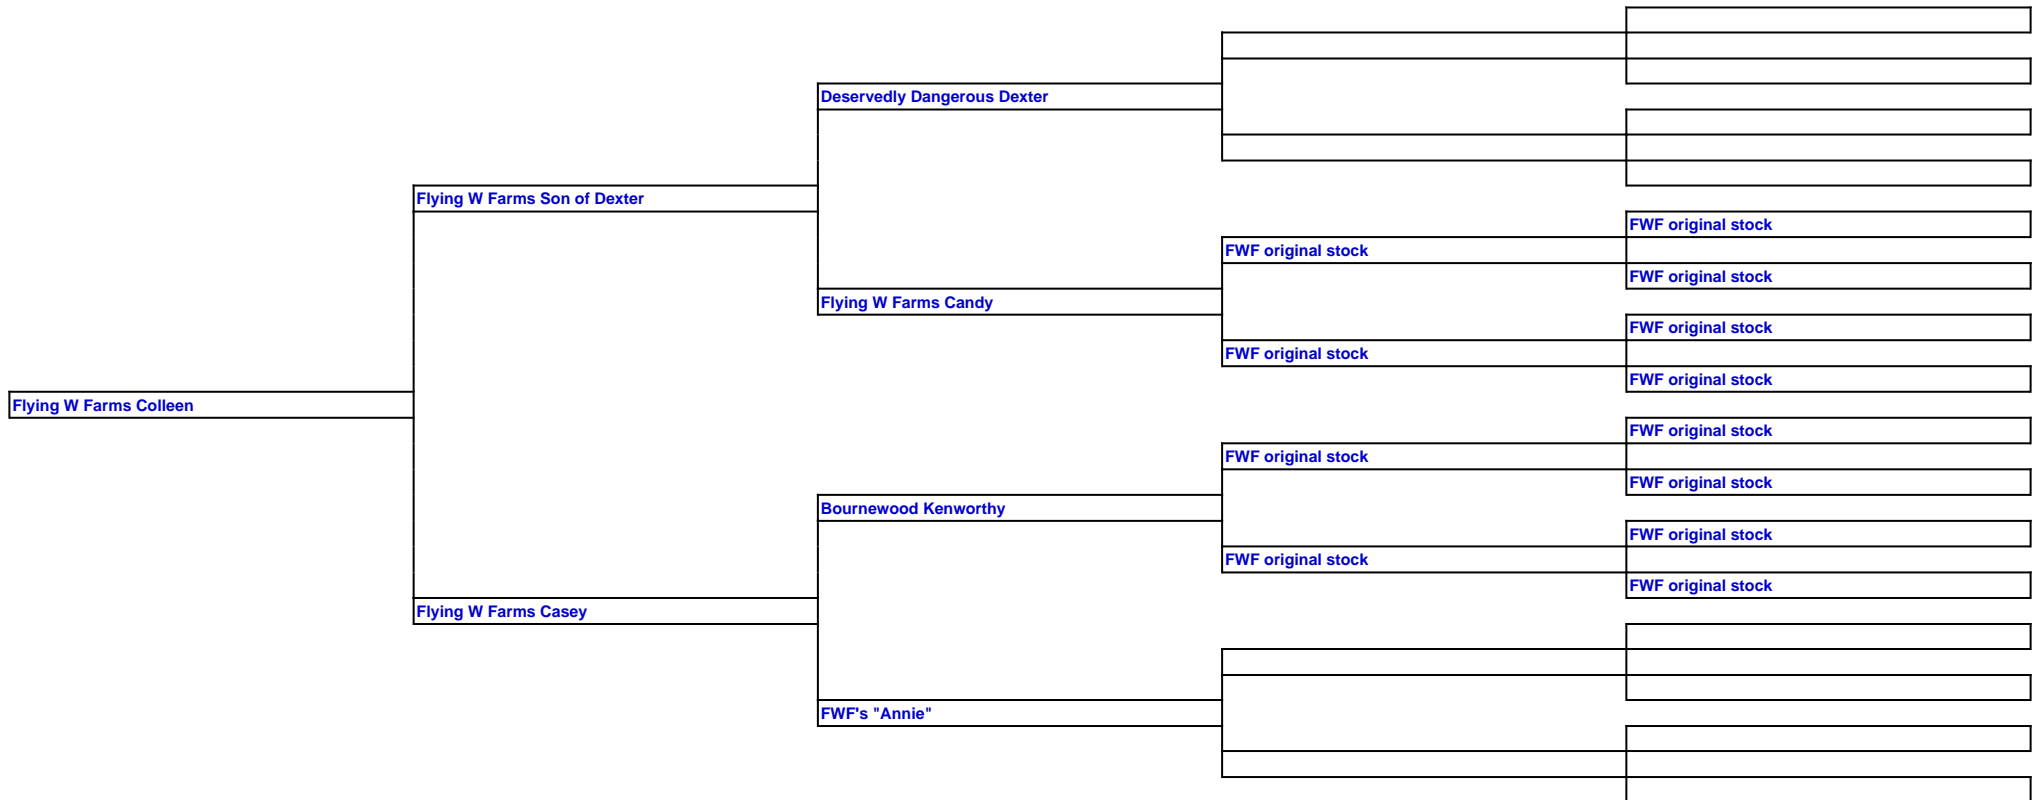 Deservedly Dangerous Dexter
Flying W Farms Son of Dexter
FWF original stock
FWF original stock
FWF original stock
Flying W Farms Candy
FWF original stock
FWF original stock
FWF original stock
Flying W Farms Colleen
FWF original stock
FWF original stock
FWF original stock
Bournewood Kenworthy
FWF original stock
FWF original stock
FWF original stock
Flying W Farms Casey
FWF's "Annie"